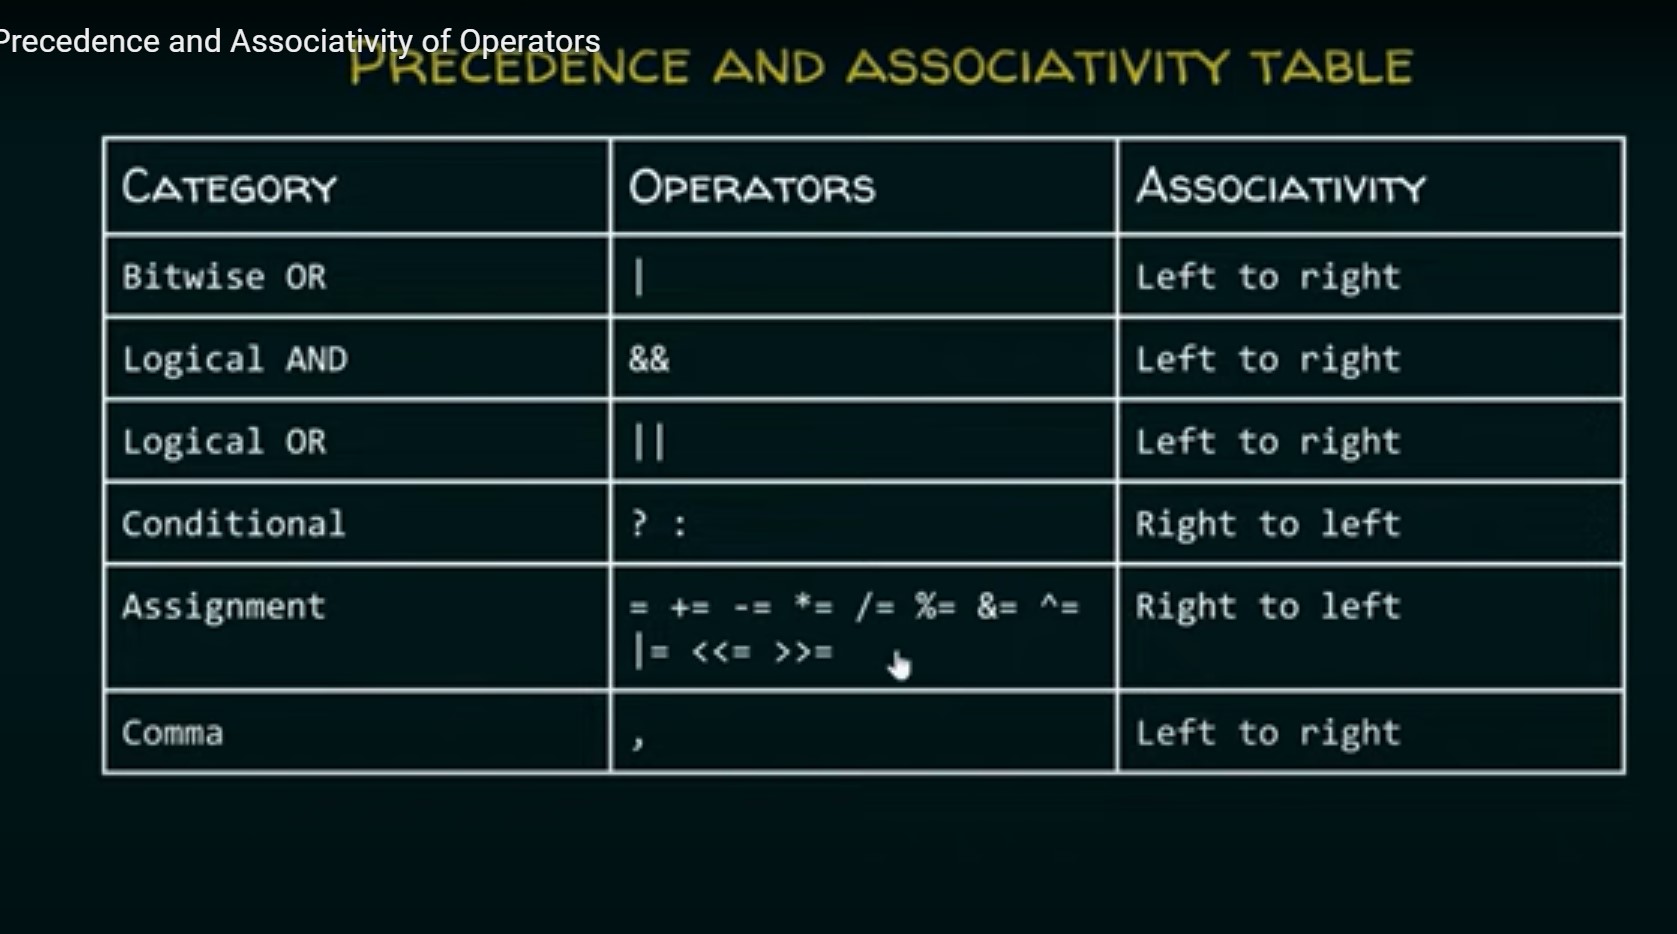 Precedence and Associativity of Operators
PRECEDENCE AND ASSOCIATIVITY TABLE
CATEGORY OPERATORS ASSOCIATIVITY
Bitwise OR | Left to right
Logical AND && Left to right
Logical OR || Left to right
Conditional ? : Right to left
Assignment = += -= *= /= %= &= ^= Right to left
|= <<= >>=
Comma , Left to right